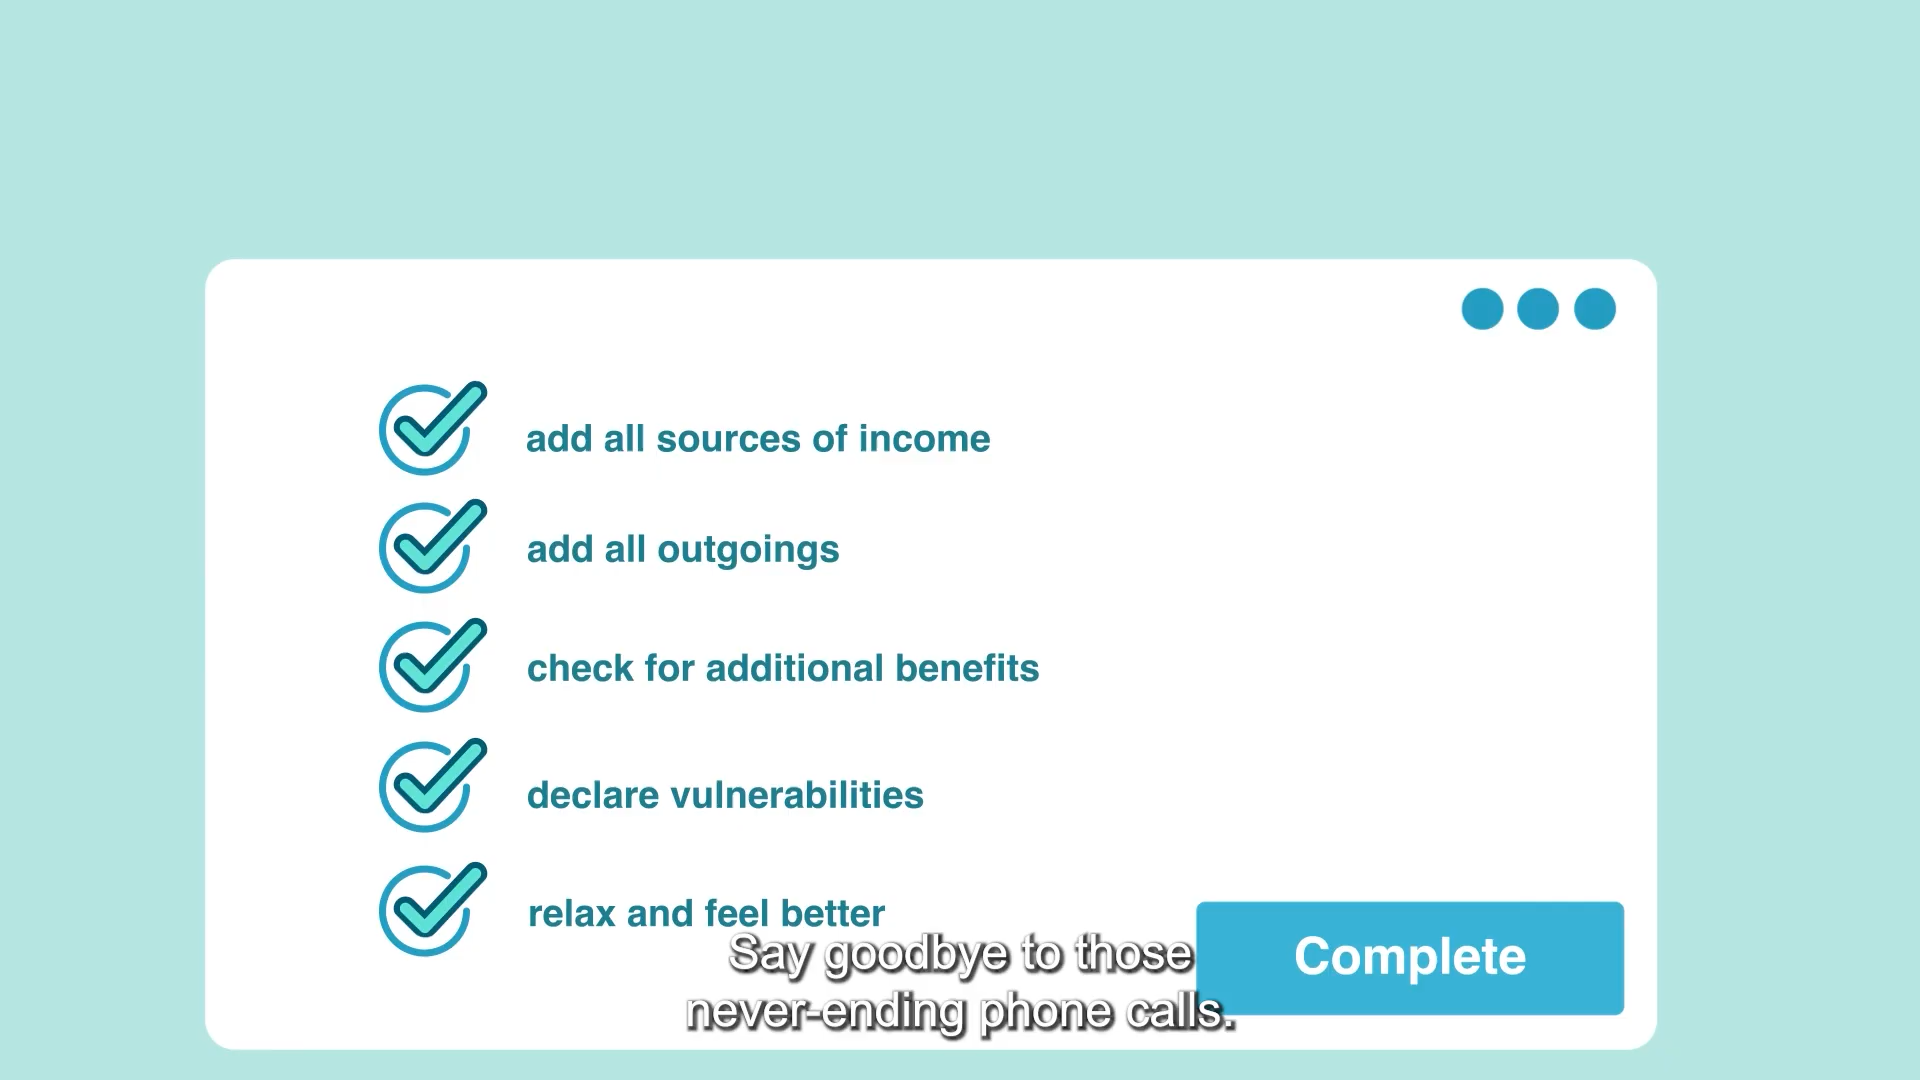 add all sources of income
add all outgoings
check for additional benefits
declare vulnerabilities
relax and feel better
Say goodbye to those
never-ending phone calls.
Complete